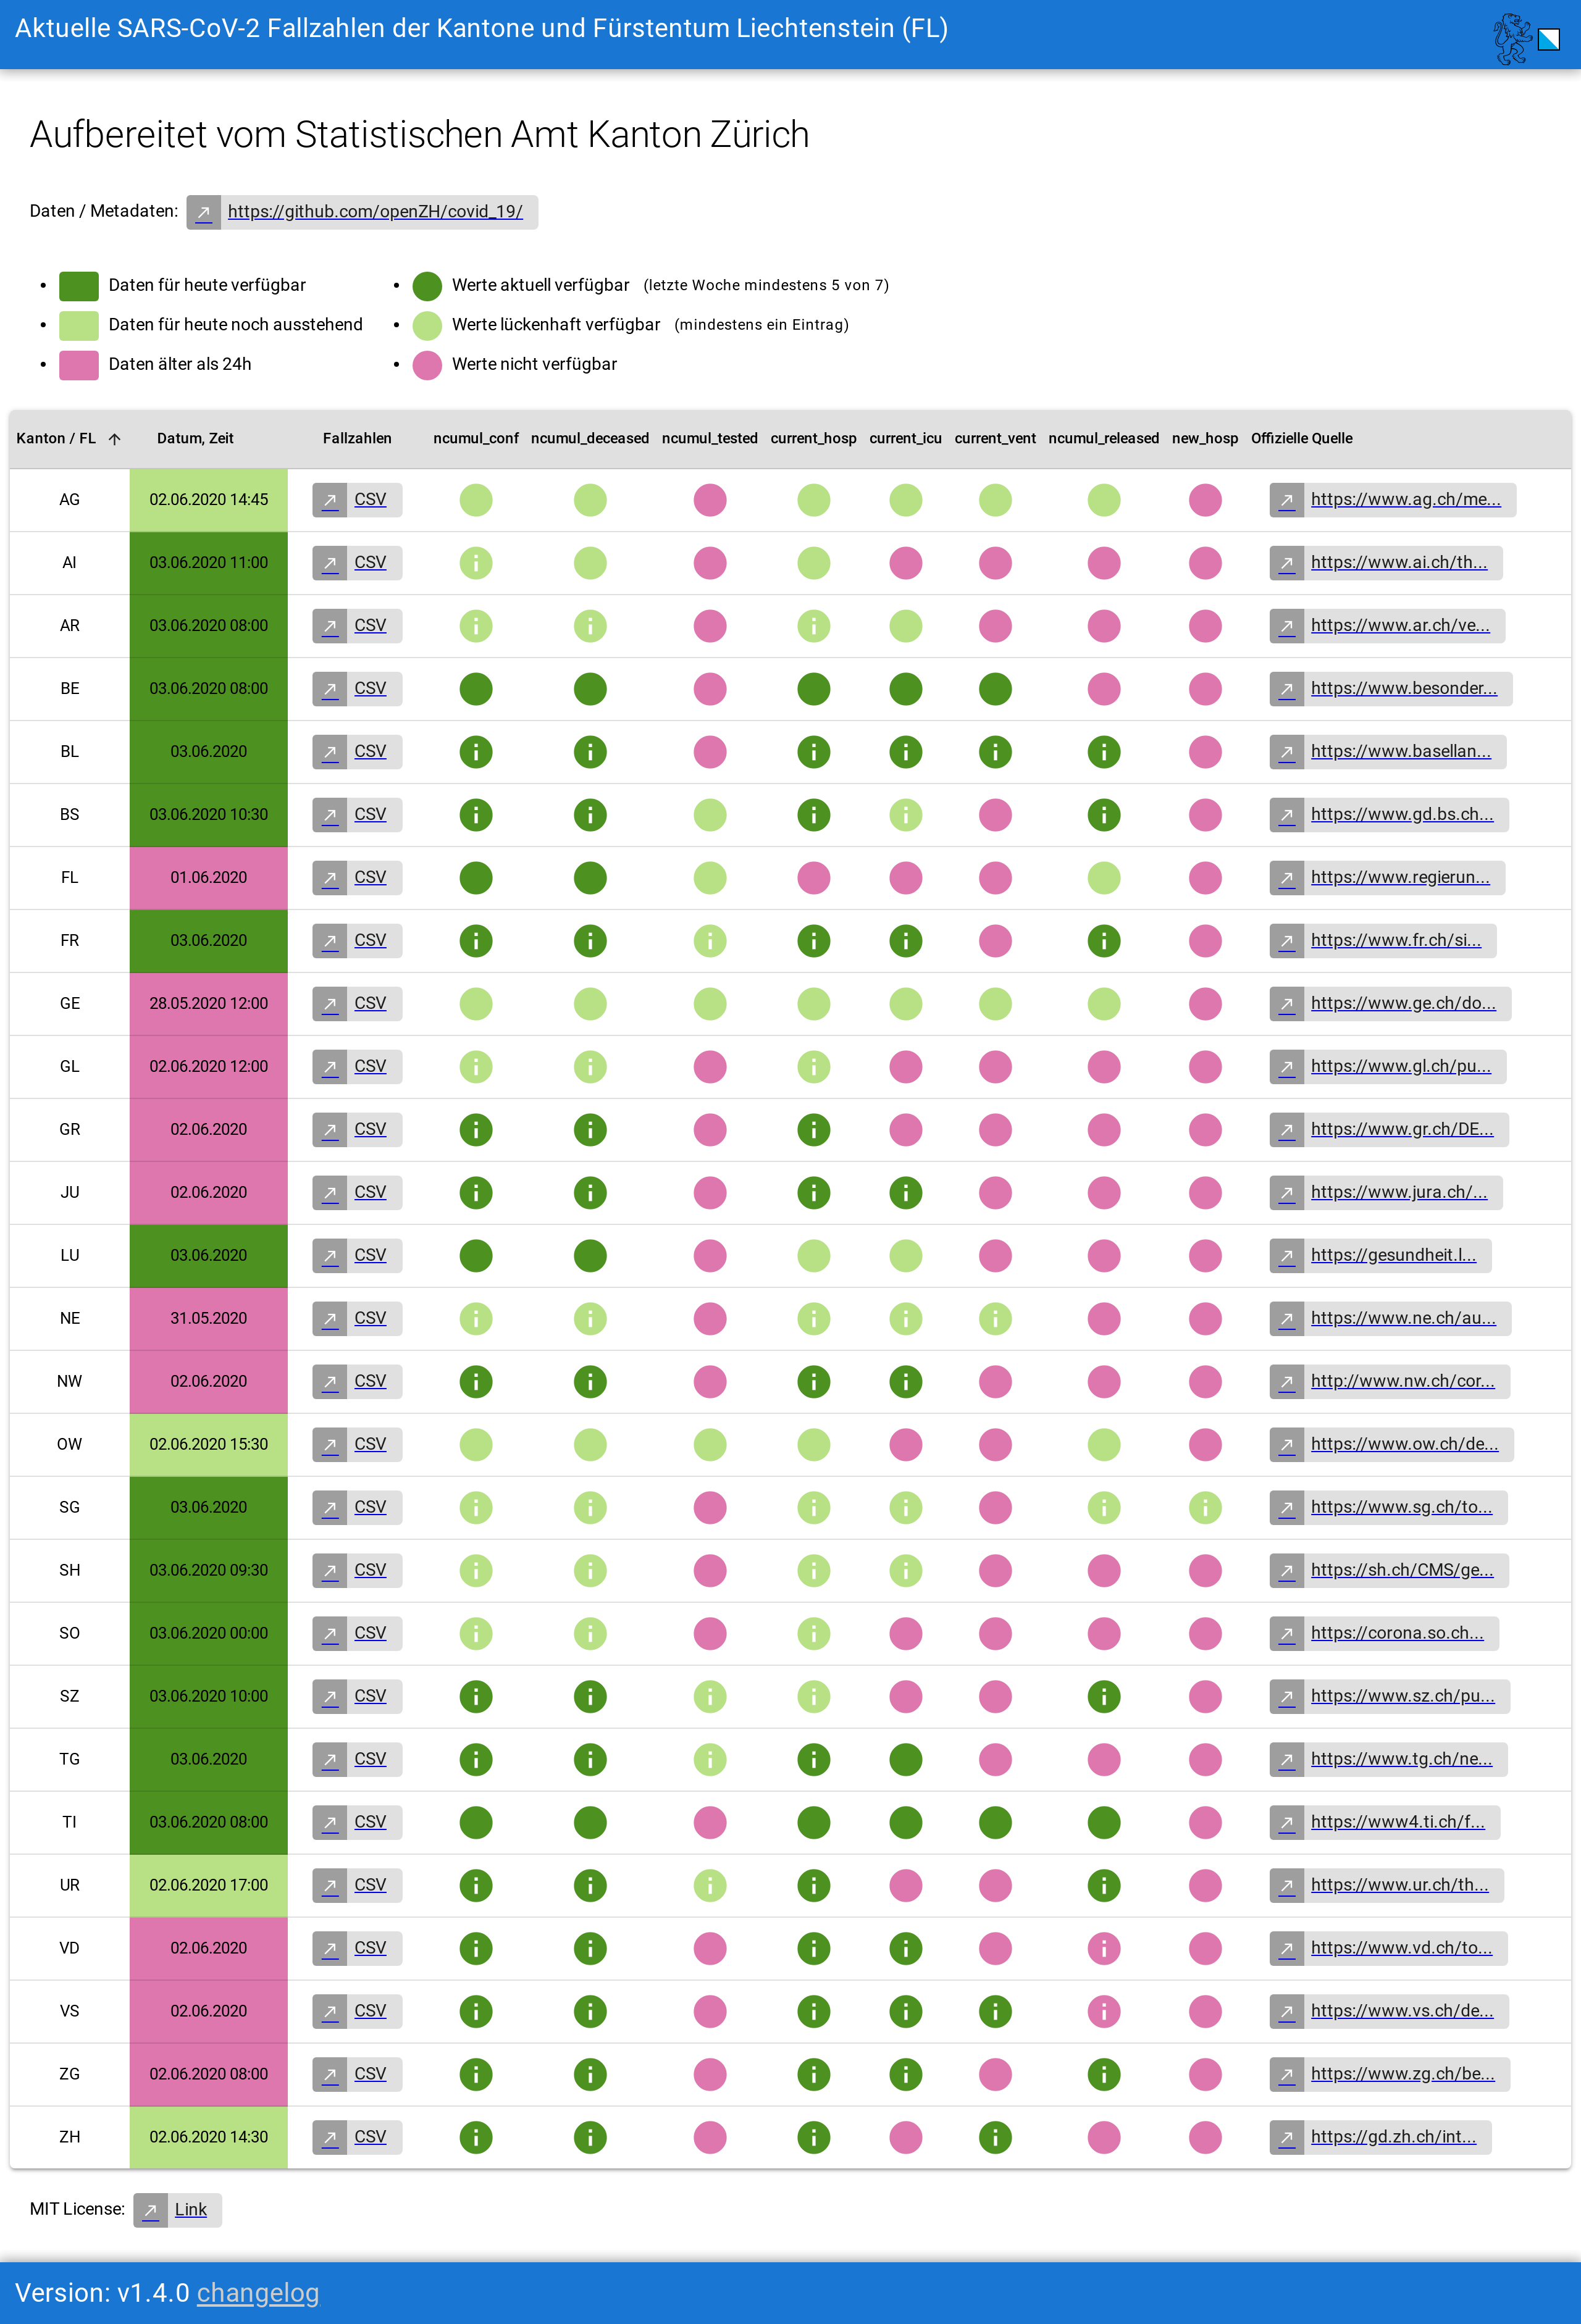 Aktuelle SARS-CoV-2 Fallzahlen der Kantone und Fürstentum Liechtenstein (FL)
Aufbereitet vom Statistischen Amt Kanton Zürich
Daten / Metadaten: https://github.com/openZH/covid_19/
Daten für heute verfügbar
Daten für heute noch ausstehend
Daten älter als 24h
Werte aktuell verfügbar (letzte Woche mindestens 5 von 7)
Werte lückenhaft verfügbar (mindestens ein Eintrag)
Werte nicht verfügbar
Kanton / FL Datum, Zeit Fallzahlen ncumul_conf ncumul_deceased ncumul_tested current_hosp current_icu current_vent ncumul_released new_hosp Offizielle Quelle
AG 02.06.2020 14:45 CSV https://www.ag.ch/me...
AI 03.06.2020 11:00 CSV https://www.ai.ch/th...
AR 03.06.2020 08:00 CSV https://www.ar.ch/ve...
BE 03.06.2020 08:00 CSV https://www.besonder...
BL 03.06.2020 CSV https://www.basellan...
BS 03.06.2020 10:30 CSV https://www.gd.bs.ch...
FL 01.06.2020 CSV https://www.regierun...
FR 03.06.2020 CSV https://www.fr.ch/si...
GE 28.05.2020 12:00 CSV https://www.ge.ch/do...
GL 02.06.2020 12:00 CSV https://www.gl.ch/pu...
GR 02.06.2020 CSV https://www.gr.ch/DE...
JU 02.06.2020 CSV https://www.jura.ch/...
LU 03.06.2020 CSV https://gesundheit.l...
NE 31.05.2020 CSV https://www.ne.ch/au...
NW 02.06.2020 CSV http://www.nw.ch/cor...
OW 02.06.2020 15:30 CSV https://www.ow.ch/de...
SG 03.06.2020 CSV https://www.sg.ch/to...
SH 03.06.2020 09:30 CSV https://sh.ch/CMS/ge...
SO 03.06.2020 00:00 CSV https://corona.so.ch...
SZ 03.06.2020 10:00 CSV https://www.sz.ch/pu...
TG 03.06.2020 CSV https://www.tg.ch/ne...
TI 03.06.2020 08:00 CSV https://www4.ti.ch/f...
UR 02.06.2020 17:00 CSV https://www.ur.ch/th...
VD 02.06.2020 CSV https://www.vd.ch/to...
VS 02.06.2020 CSV https://www.vs.ch/de...
ZG 02.06.2020 08:00 CSV https://www.zg.ch/be...
ZH 02.06.2020 14:30 CSV https://gd.zh.ch/int...
MIT License: Link
Version: v1.4.0 changelog